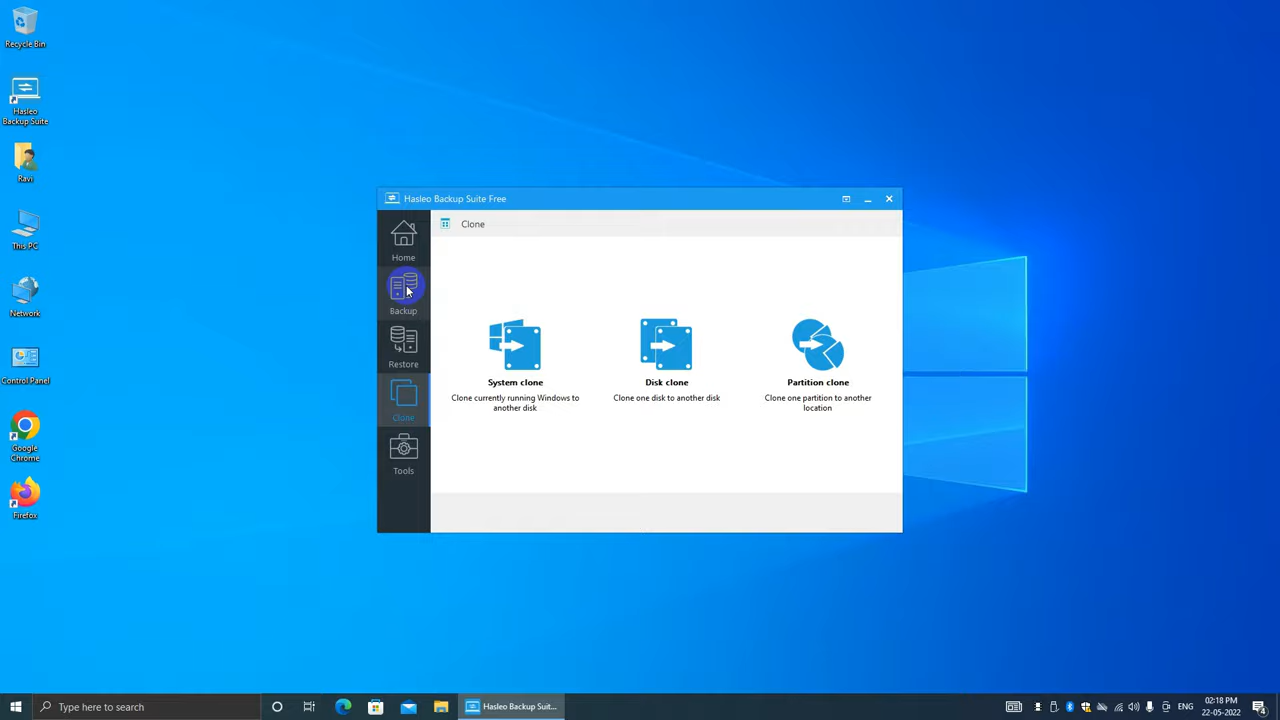 Recycle Bin
Hasleo
Backup Suite
Ravi
This PC
Network
Control Panel
Google
Chrome
Firefox
Hasleo Backup Suite Free
Home
Backup
Restore
Clone
Tools
Clone
System clone
Clone currently running Windows to
another disk
Disk clone
Clone one disk to another disk
Partition clone
Clone one partition to another
location
Type here to search
Hasleo Backup Suit...
ENG
02:18 PM
22-05-2022
4